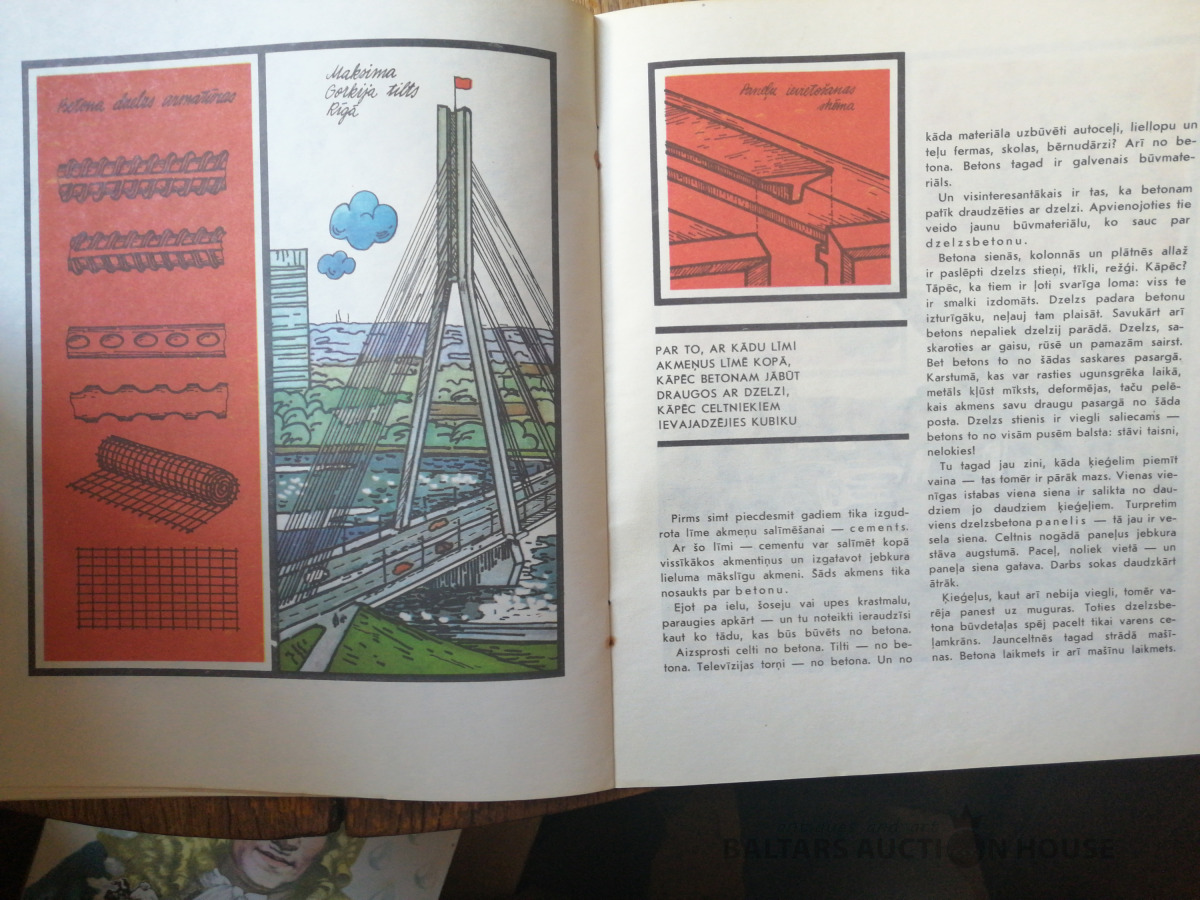 Betona dzelzs armatūras
Maksima
Gorkija tilts
Rīgā
Paneļu
shēma
PAR TO, AR KĀDU LĪMI
AKMEŅUS LĪMĒ KOPĀ,
KĀPĒC BETONAM JĀBŪT
DRAUGOS AR DZELZI,
KĀPĒC CELTNIEKIEM
IEVAJADZĒJIES KUBIKU
Pirms simt piecdesmit gadiem tika izgud-
rota līme akmeņu salīmēšanai — cements.
Ar šo līmi — cementu var salīmēt kopā
vissīkākos akmentiņus un izgatavot jebkura
lieluma mākslīgu akmeni. Šāds akmens tika
nosaukts par betonu.
Ejot pa ielu, šoseju vai upes krastmalu,
paraugies apkārt — un tu noteikti ieraudzīsi
kaut ko tādu, kas būs būvēts no betona.
Aizsprosti celti no betona. Tilti — no be-
tona. Televīzijas torņi — no betona. Un no
kāda materiāla uzbūvēti autoceļi, liellopu un
teļu fermas, skolas, bērnudārzi? Arī no be-
tona. Betons tagad ir galvenais būvmate-
riāls.
Un visinteresantākais ir tas, ka betonam
patīk draudzēties ar dzelzi. Apvienojoties tie
veido jaunu būvmateriālu, ko sauc par
dzelzsbetonu.
Betona sienās, kolonnās un plātnēs allaž
ir paslēpti dzelzs stieņi, tīkli, režģi. Kāpēc?
Tāpēc, ka tiem ir ļoti svarīga loma: viss te
ir smalki izdomāts. Dzelzs padara betonu
izturīgāku, neļauj tam plaisāt. Savukārt arī
betons nepaliek dzelzij parādā. Dzelzs, sa-
skaroties ar gaisu, rūsē un pamazām sairst.
Bet betons to no šādas saskares pasargā.
Karstumā, kas var rasties ugunsgrēka laikā,
metāls kļūst mīksts, deformējas, taču pelē-
kais akmens savu draugu pasargā no šāda
posta. Dzelzs stienis ir viegli saliecams —
betons to no visām pusēm balsta: stāvi taisni,
nelokies!
Tu tagad jau zini, kāda ķieģelim piemīt
vaina — tas tomēr ir pārāk mazs. Vienas vie-
nīgas istabas viena siena ir salikta no dau-
dziem jo daudziem ķieģeļiem. Turpretim
viens dzelzsbetona panelis — tā jau ir ve-
sela siena. Celtnis nogādā paneļus jebkura
stāva augstumā. Paceļ, noliek vietā — un
paneļa siena gatava. Darbs sokas daudzkārt
ātrāk.
Ķieģeļus, kaut arī nebija viegli, tomēr va-
rēja panest uz muguras. Toties dzelzsbe-
tona būvdetaļas spēj pacelt tikai varens ce-
ļamkrāns. Jaunceltnēs tagad strādā mašī-
nas. Betona laikmets ir arī mašīnu laikmets.
BALTARS AUCTION HOUSE